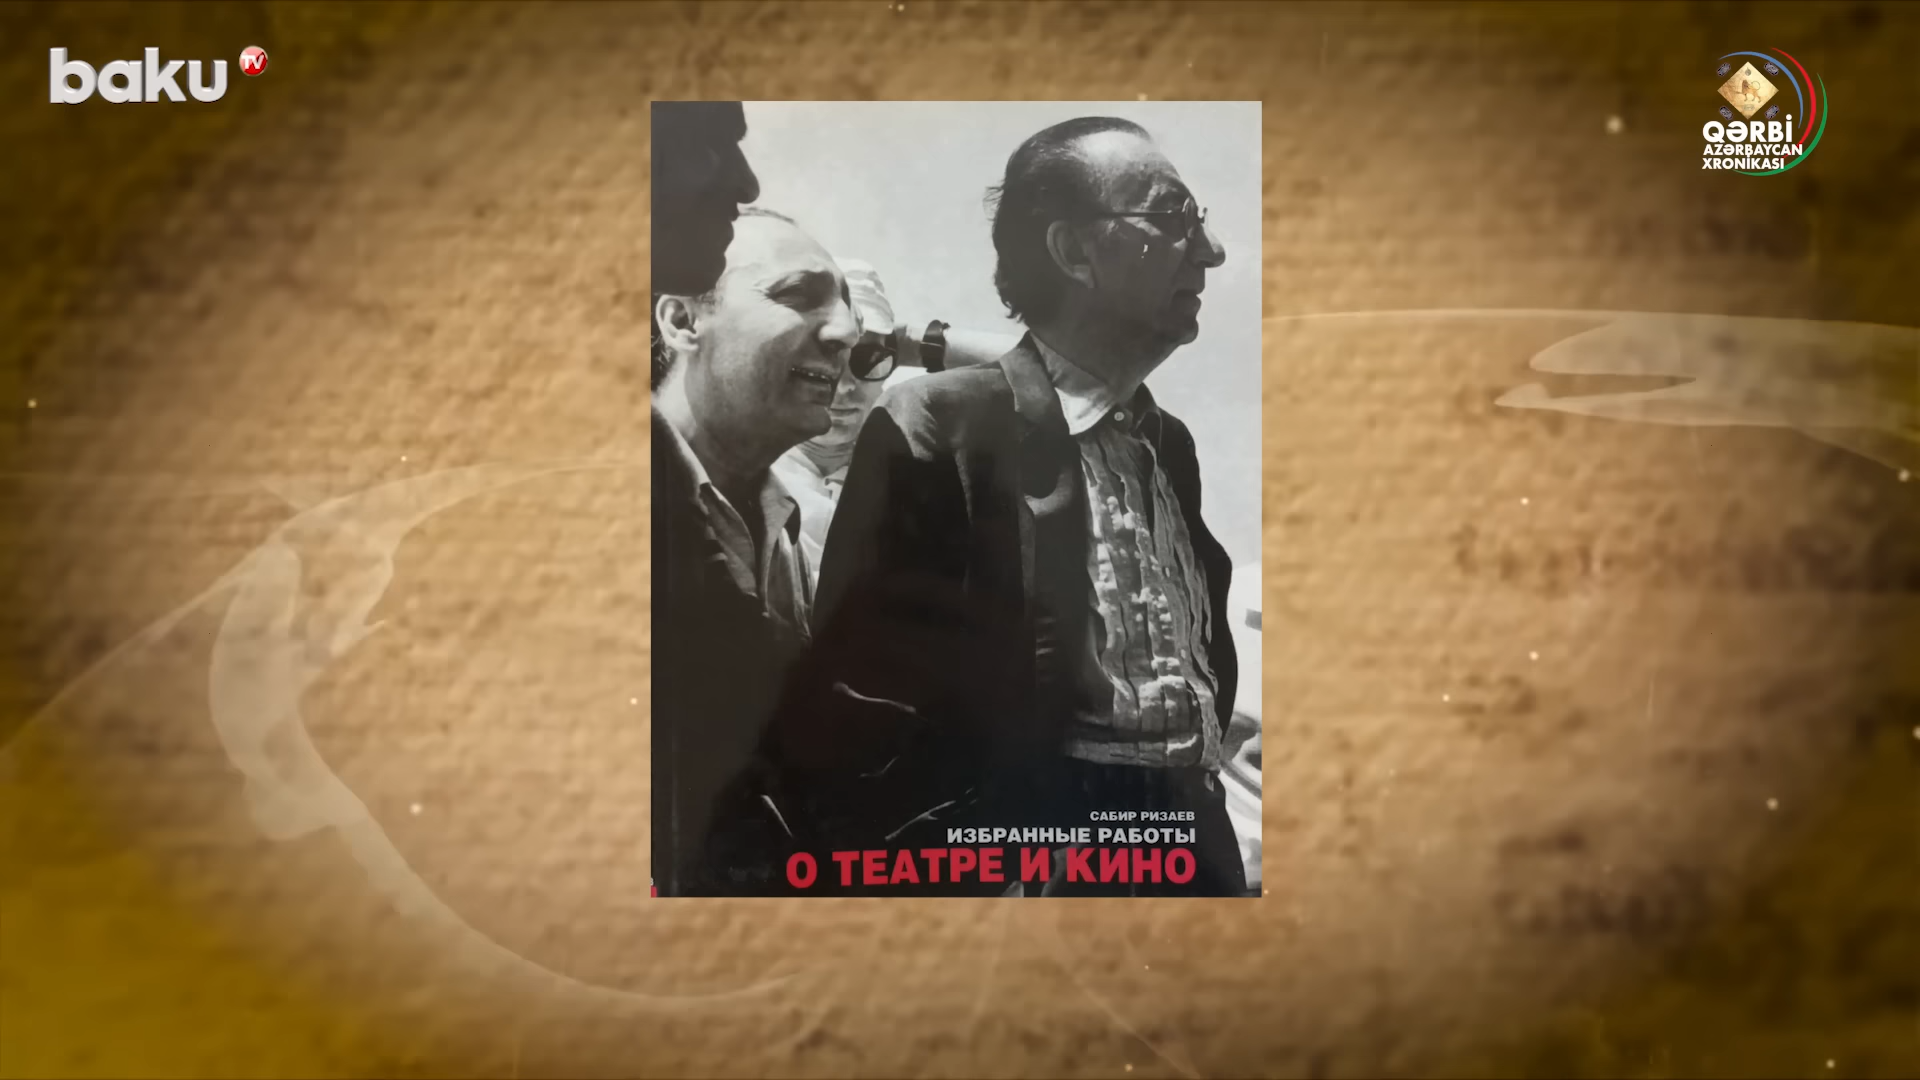 baku TV
QƏRBİ
AZƏRBAYCAN
XRONİKASI
САБИР РИЗАЕВ
ИЗБРАННЫЕ РАБОТЫ
О ТЕАТРЕ И КИНО